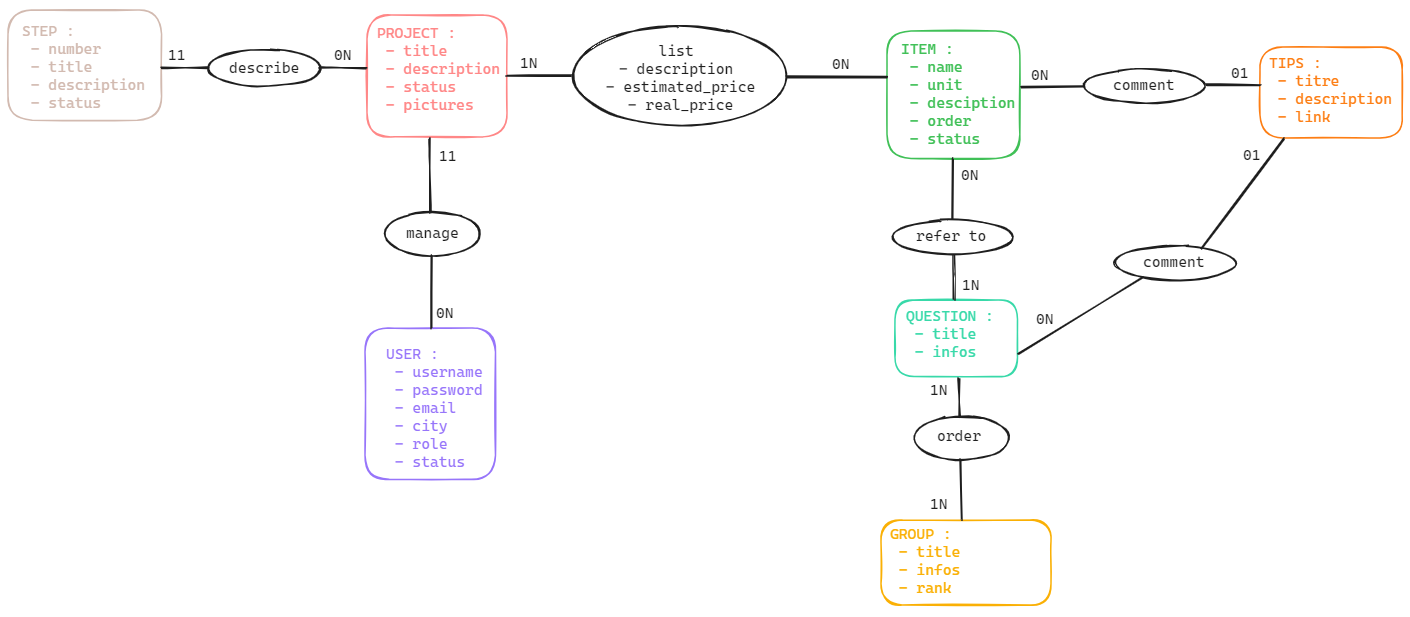 STEP :
- number
- title
- description
- status
11
describe
0N
PROJECT :
- title
- description
- status
- pictures
1N
list
- description
- estimated_price
- real_price
0N
ITEM :
- name
- unit
- desciption
- order
- status
0N
comment
01
TIPS :
- titre
- description
- link
11
manage
0N
USER :
- username
- password
- email
- city
- role
- status
0N
refer to
1N
01
comment
0N
QUESTION :
- title
- infos
1N
order
1N
GROUP :
- title
- infos
- rank